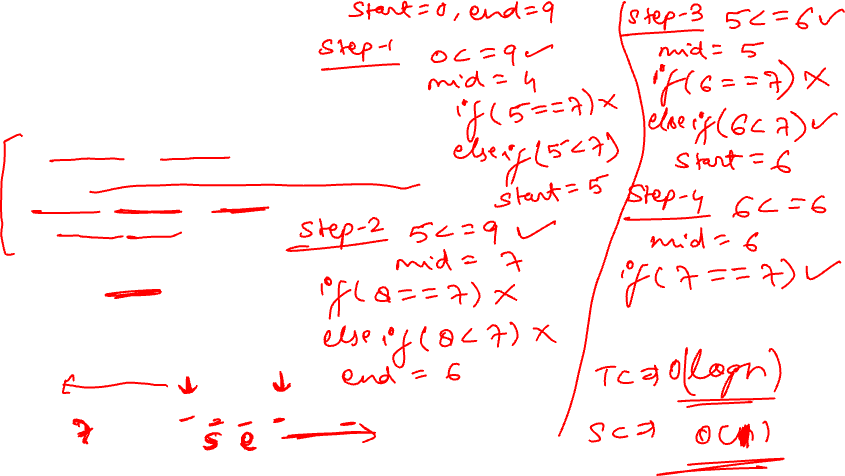 start=0, end=9
Step-1 0<=9 ✓
mid=4
if(5==7)✗
else if(5<7)
start=5
Step-2 5<=9 ✓
mid=7
if(8==7)✗
else if(8<7)✗
end=6
Step-3 5<=6✓
mid=5
if(6==7)✗
else if(6<7)✓
start=6
Step-4 6<=6
mid=6
if(7==7)✓
TC⇒O(logn)
SC⇒
7 s e